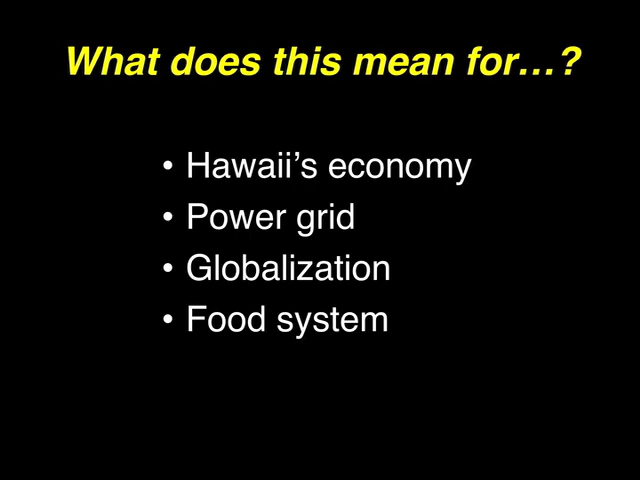 What does this mean for…?
• Hawaii’s economy
• Power grid
• Globalization
• Food system